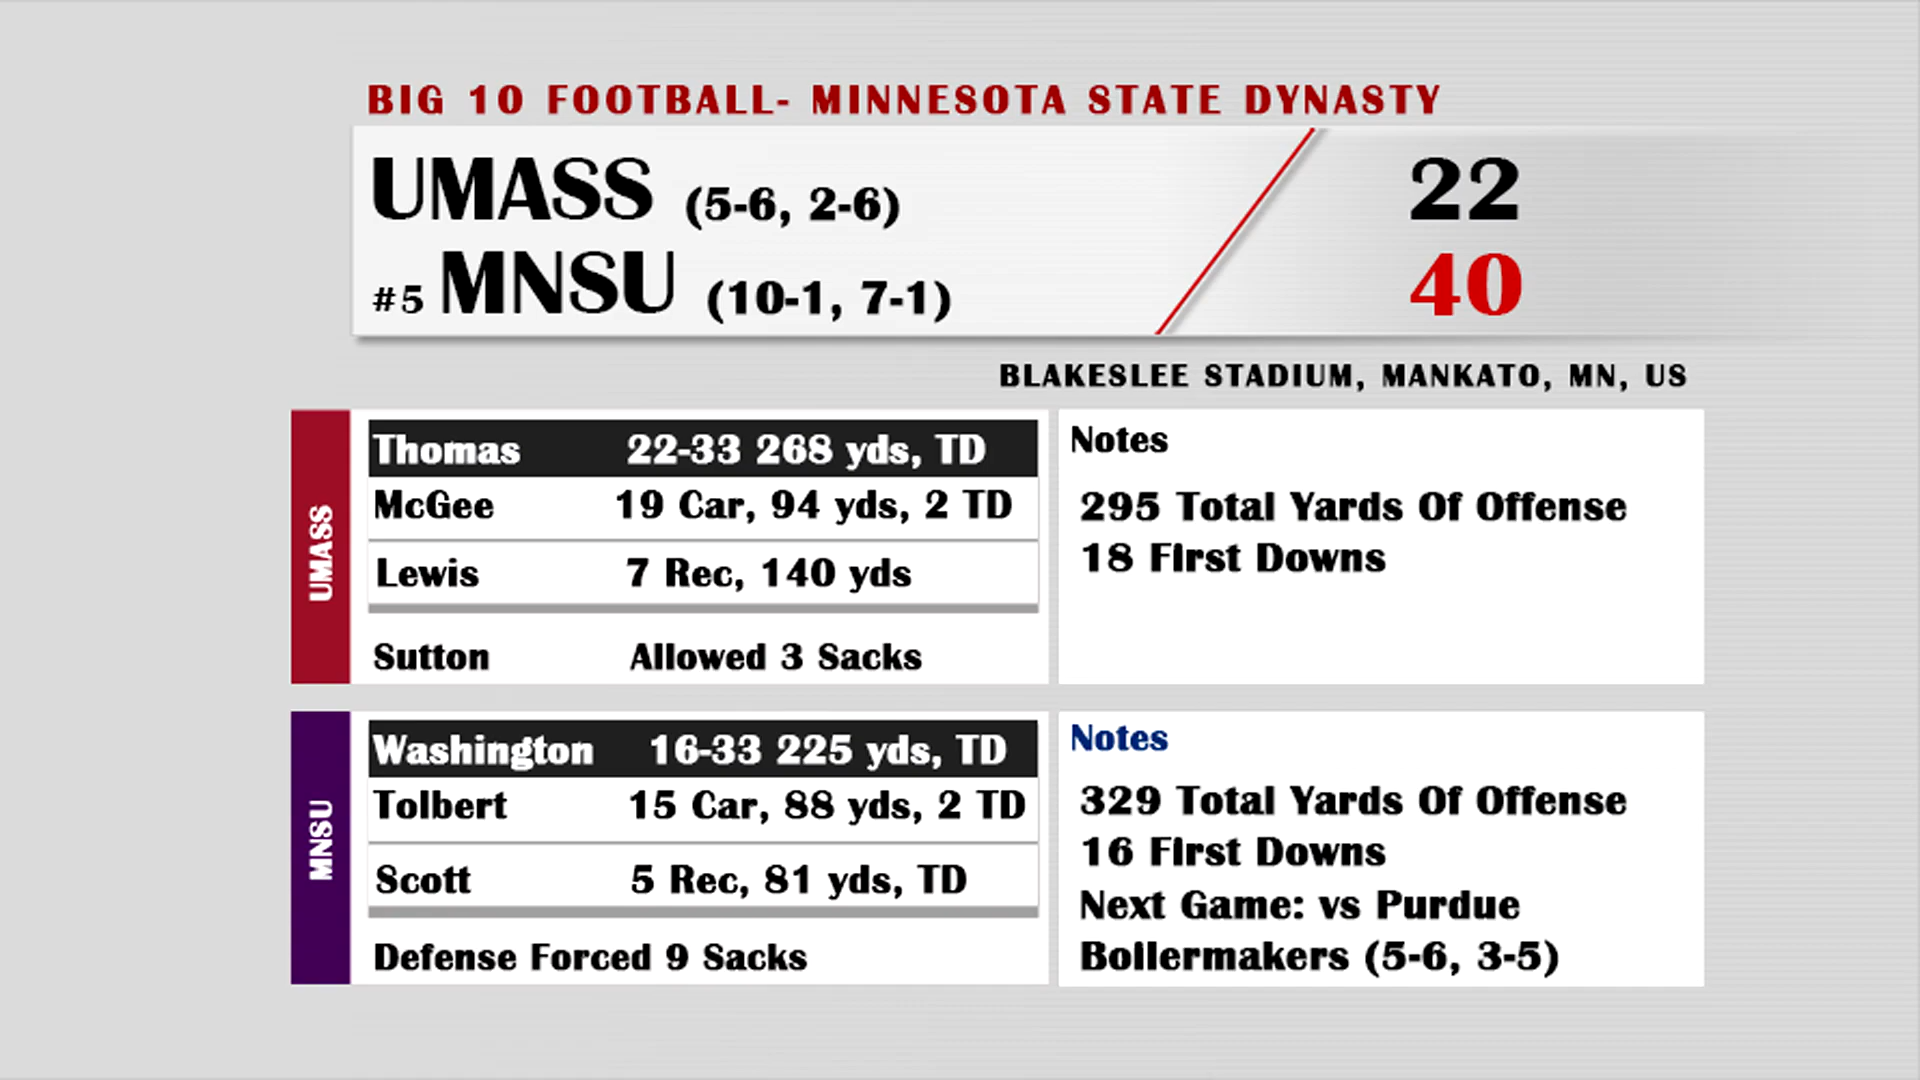 BIG 10 FOOTBALL- MINNESOTA STATE DYNASTY
UMASS (5-6, 2-6) 22
#5 MNSU (10-1, 7-1) 40
BLAKESLEE STADIUM, MANKATO, MN, US
UMASS
Thomas 22-33 268 yds, TD
McGee 19 Car, 94 yds, 2 TD
Lewis 7 Rec, 140 yds
Sutton Allowed 3 Sacks
Notes
295 Total Yards Of Offense
18 First Downs
MNSU
Washington 16-33 225 yds, TD
Tolbert 15 Car, 88 yds, 2 TD
Scott 5 Rec, 81 yds, TD
Defense Forced 9 Sacks
Notes
329 Total Yards Of Offense
16 First Downs
Next Game: vs Purdue
Boilermakers (5-6, 3-5)